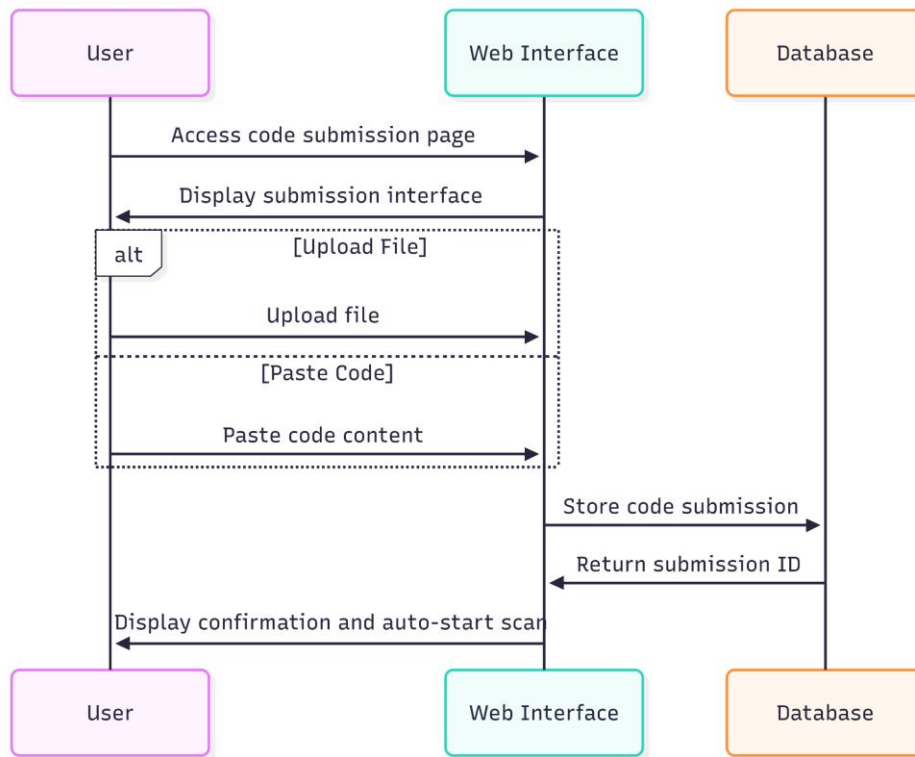 User
Web Interface
Database
Access code submission page
Display submission interface
alt
[Upload File]
Upload file
[Paste Code]
Paste code content
Store code submission
Return submission ID
Display confirmation and auto-start scan
User
Web Interface
Database